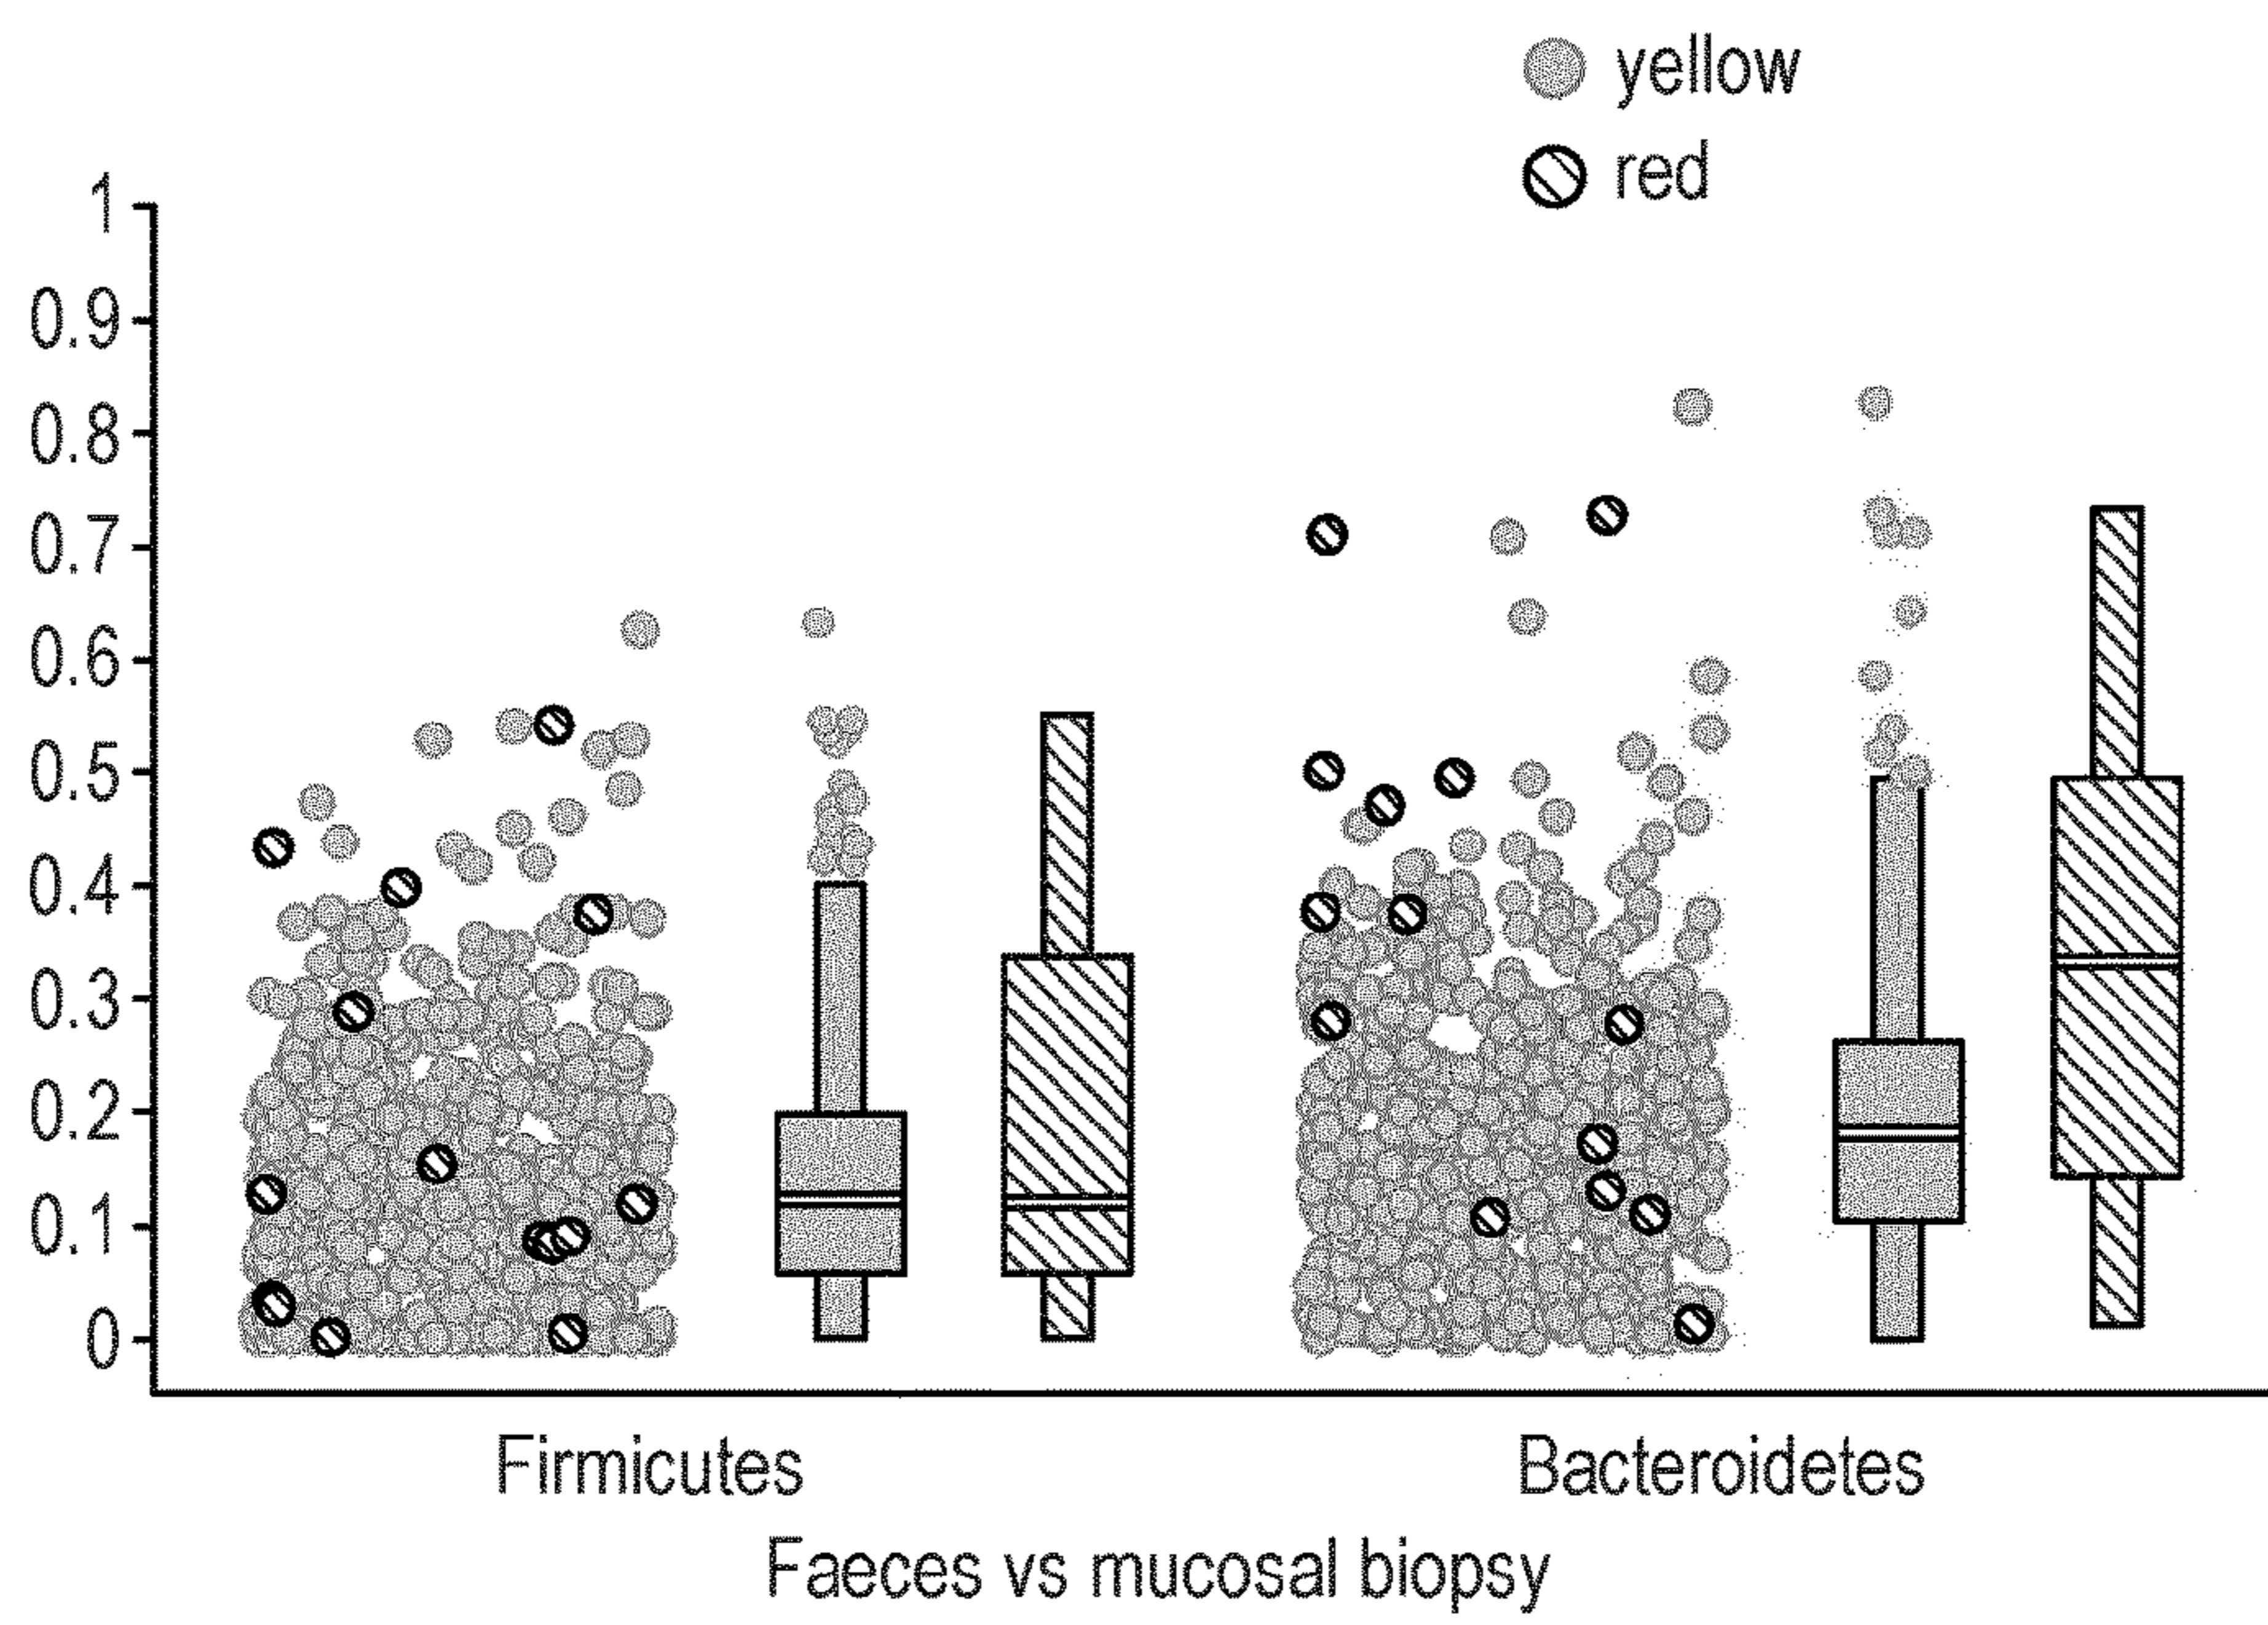 yellow
red
1
0.9
0.8
0.7
0.6
0.5
0.4
0.3
0.2
0.1
0
Firmicutes
Bacteroidetes
Faeces vs mucosal biopsy